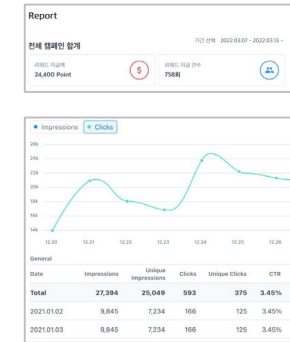 Report
전체 캠페인 합계
기간 선택 2022.03.07 - 2022.03.13
리워드 지급액
24,400 Point
리워드 지급 건수
758회
Impressions Clicks
26k
24k
22k
20k
18k
16k
14k
12.20 12.21 12.22 12.23 12.24 12.25 12.26
General
Date Impressions Unique Impressions Clicks Unique Clicks CTR
Total 27,394 25,049 593 375 3.45%
2021.01.02 9,845 7,234 166 125 3.45%
2021.01.03 9,845 7,234 166 125 3.45%